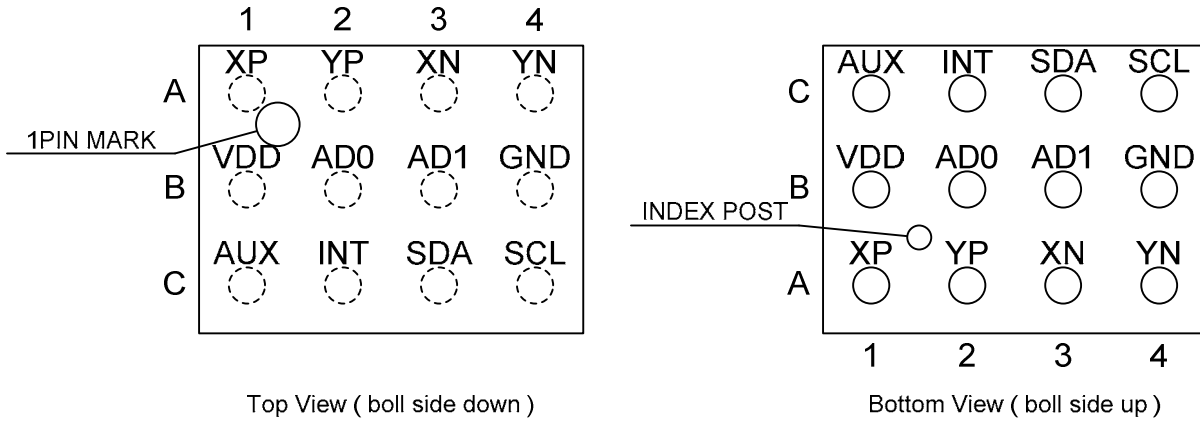 1 2 3 4
XP YP XN YN
A
1PIN MARK
VDD AD0 AD1 GND
B
AUX INT SDA SCL
C
Top View ( boll side down )
AUX INT SDA SCL
C
VDD AD0 AD1 GND
B
INDEX POST
XP YP XN YN
A
1 2 3 4
Bottom View ( boll side up )